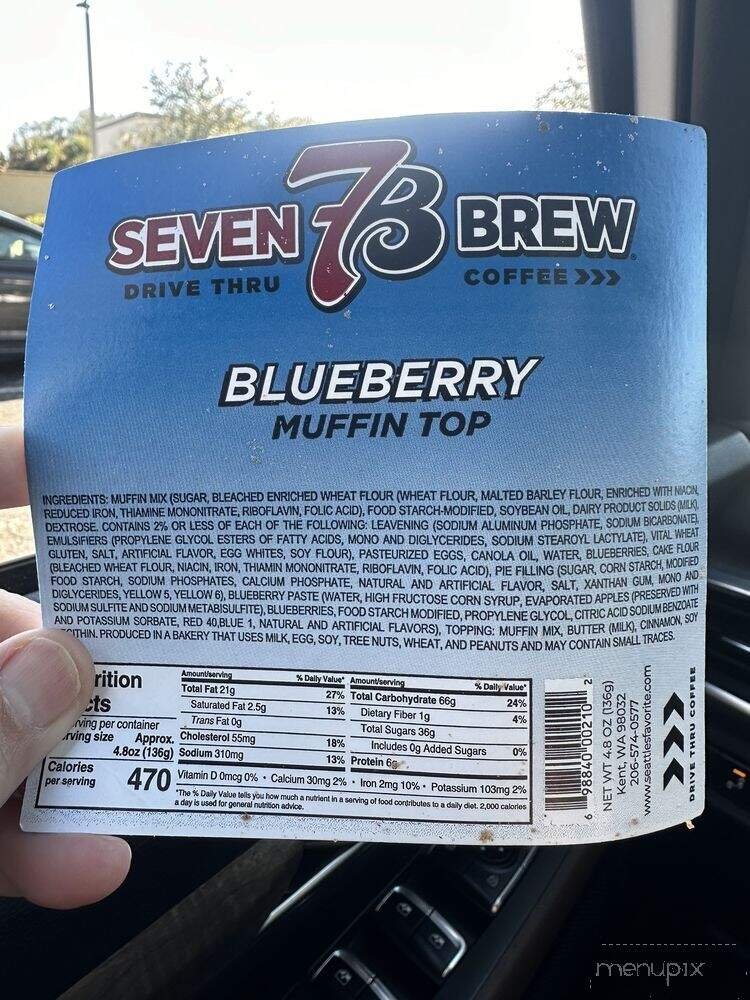 SEVEN 7B BREW
DRIVE THRU COFFEE >>>
BLUEBERRY
MUFFIN TOP
INGREDIENTS: MUFFIN MIX (SUGAR, BLEACHED ENRICHED WHEAT FLOUR (WHEAT FLOUR, MALTED BARLEY FLOUR, ENRICHED WITH NIACIN,
REDUCED IRON, THIAMINE MONONITRATE, RIBOFLAVIN, FOLIC ACID), FOOD STARCH-MODIFIED, SOYBEAN OIL, DAIRY PRODUCT SOLIDS (MILK),
DEXTROSE. CONTAINS 2% OR LESS OF EACH OF THE FOLLOWING: LEAVENING (SODIUM ALUMINUM PHOSPHATE, SODIUM BICARBONATE),
EMULSIFIERS (PROPYLENE GLYCOL ESTERS OF FATTY ACIDS, MONO AND DIGLYCERIDES, SODIUM STEAROYL LACTYLATE), VITAL WHEAT
GLUTEN, SALT, ARTIFICIAL FLAVOR, EGG WHITES, SOY FLOUR), PASTEURIZED EGGS, CANOLA OIL, WATER, BLUEBERRIES, CAKE FLOUR
(BLEACHED WHEAT FLOUR, NIACIN, IRON, THIAMIN MONONITRATE, RIBOFLAVIN, FOLIC ACID), PIE FILLING (SUGAR, CORN STARCH, MODIFIED
FOOD STARCH, SODIUM PHOSPHATES, CALCIUM PHOSPHATE, NATURAL AND ARTIFICIAL FLAVOR, SALT, XANTHAN GUM, MONO AND
DIGLYCERIDES, YELLOW 5, YELLOW 6), BLUEBERRY PASTE (WATER, HIGH FRUCTOSE CORN SYRUP, EVAPORATED APPLES (PRESERVED WITH
SODIUM SULFITE AND SODIUM METABISULFITE), BLUEBERRIES, FOOD STARCH MODIFIED, PROPYLENE GLYCOL, CITRIC ACID SODIUM BENZOATE
AND POTASSIUM SORBATE, RED 40,BLUE 1, NATURAL AND ARTIFICIAL FLAVORS), TOPPING: MUFFIN MIX, BUTTER (MILK), CINNAMON, SOY
PRODUCED IN A BAKERY THAT USES MILK, EGG, SOY, TREE NUTS, WHEAT, AND PEANUTS AND MAY CONTAIN SMALL TRACES.
per container
size Approx.
4.8oz (136g)
Calories
per serving 470
Amount/serving % Daily Value*
Total Fat 21g 27%
Saturated Fat 2.5g 13%
Trans Fat 0g
Cholesterol 55mg 18%
Sodium 310mg 13%
Amount/serving % Daily Value*
Total Carbohydrate 66g 24%
Dietary Fiber 1g 4%
Total Sugars 36g
Includes 0g Added Sugars 0%
Protein 6g
Vitamin D 0mcg 0% • Calcium 30mg 2% • Iron 2mg 10% • Potassium 103mg 2%
*The % Daily Value tells you how much a nutrient in a serving of food contributes to a daily diet. 2,000 calories
a day is used for general nutrition advice.
6 98840 00210 2
NET WT 4.8 OZ (136g)
Kent, WA 98032
206-574-0577
www.seattlesfavorite.com
DRIVE THRU COFFEE
menupix